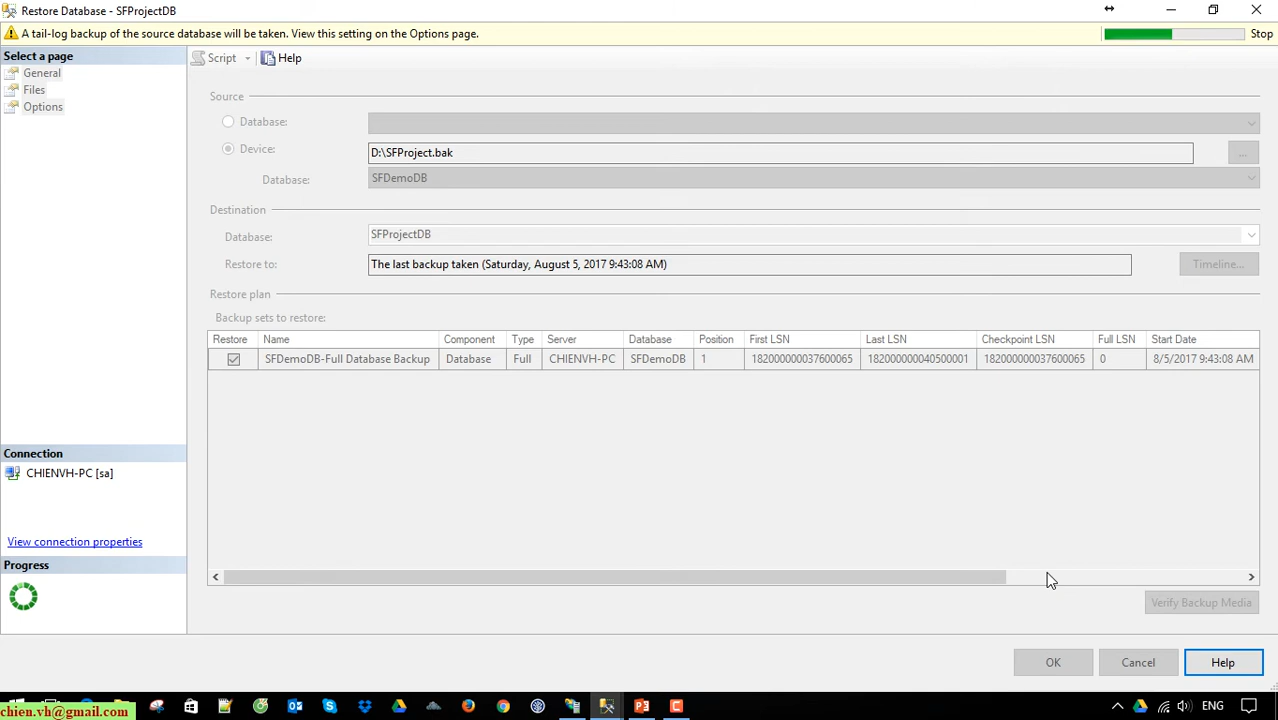 Restore Database - SFProjectDB
A tail-log backup of the source database will be taken. View this setting on the Options page.
Stop
Select a page
General
Files
Options
Script
Help
Source
Database:
Device:
D:\SFProject.bak
...
Database:
SFDemoDB
Destination
Database:
SFProjectDB
Restore to:
The last backup taken (Saturday, August 5, 2017 9:43:08 AM)
Timeline...
Restore plan
Backup sets to restore:
Restore Name Component Type Server Database Position First LSN Last LSN Checkpoint LSN Full LSN Start Date
SFDemoDB-Full Database Backup Database Full CHIENVH-PC SFDemoDB 1 182000000037600065 182000000040500001 182000000037600065 0 8/5/2017 9:43:08 AM
Connection
CHIENVH-PC [sa]
View connection properties
Progress
Verify Backup Media
OK
Cancel
Help
chien.vh@gmail.com
ENG